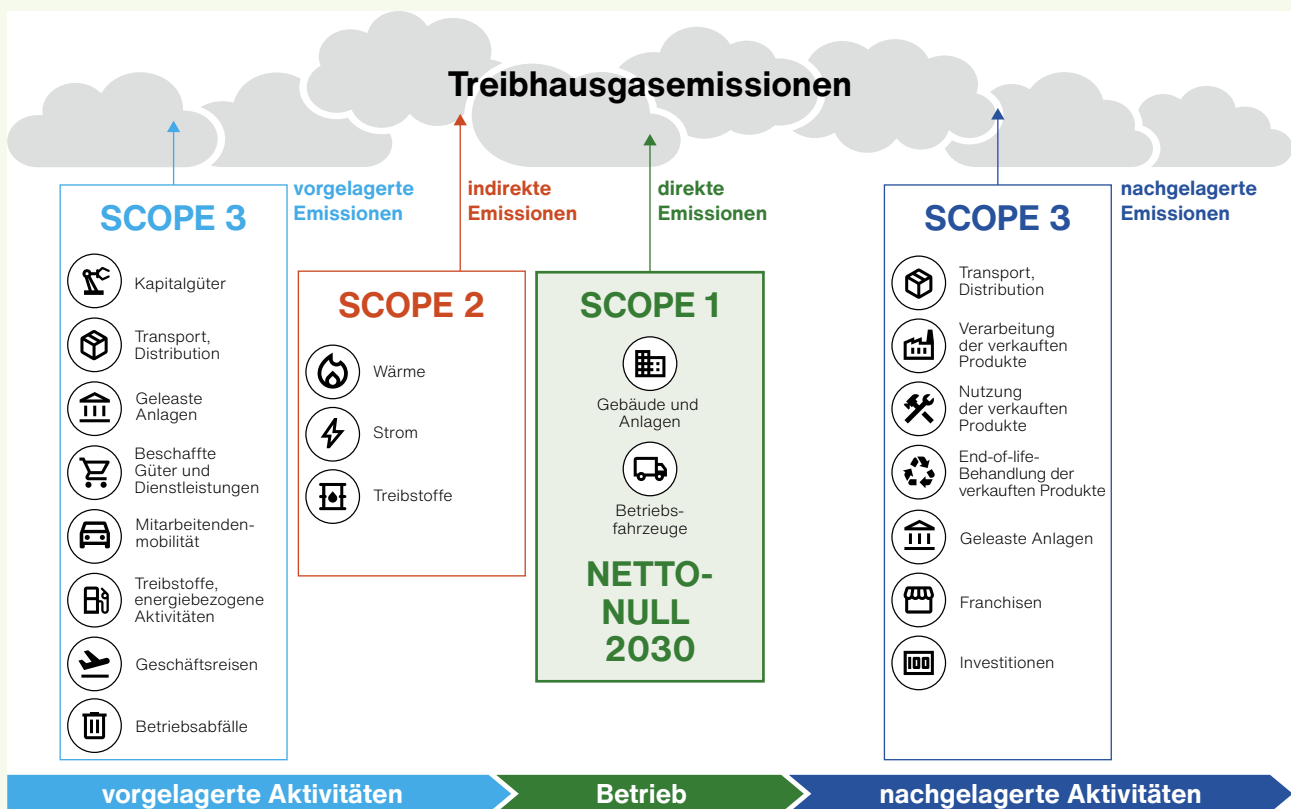 Treibhausgasemissionen
vorgelagerte
Emissionen
SCOPE 3
Kapitalgüter
Transport,
Distribution
Geleaste
Anlagen
Beschaffte
Güter und
Dienstleistungen
Mitarbeitenden-
mobilität
Treibstoffe,
energiebezogene
Aktivitäten
Geschäftsreisen
Betriebsabfälle
indirekte
Emissionen
SCOPE 2
Wärme
Strom
Treibstoffe
direkte
Emissionen
SCOPE 1
Gebäude und
Anlagen
Betriebs-
fahrzeuge
NETTO-
NULL
2030
nachgelagerte
Emissionen
SCOPE 3
Transport,
Distribution
Verarbeitung
der verkauften
Produkte
Nutzung
der verkauften
Produkte
End-of-life-
Behandlung der
verkauften Produkte
Geleaste Anlagen
Franchisen
100
Investitionen
vorgelagerte Aktivitäten
Betrieb
nachgelagerte Aktivitäten